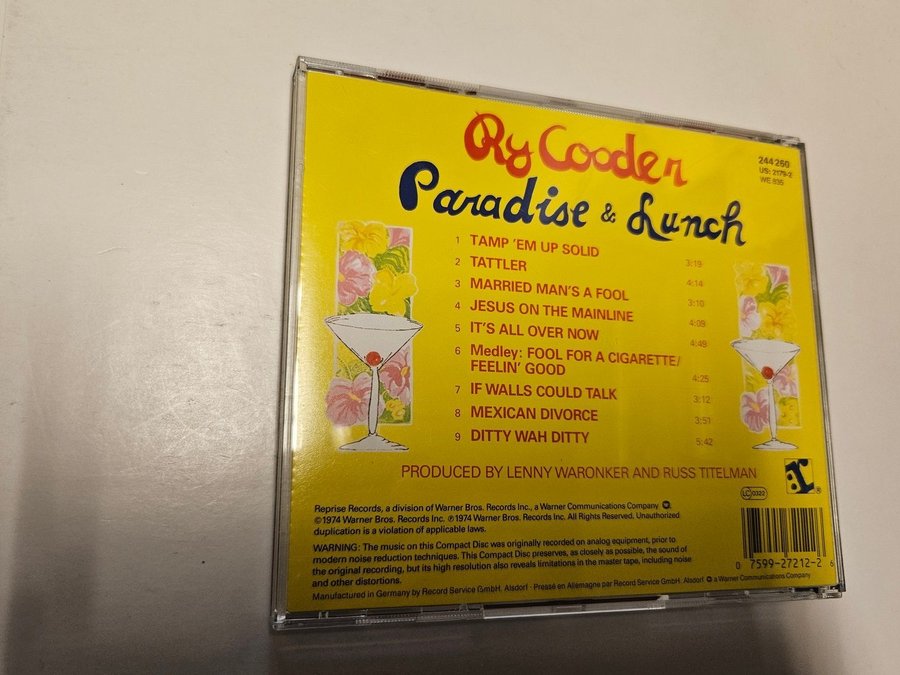 Ry Cooder
Paradise & Lunch
244 260
US: 2179-2
WE 835
1 TAMP 'EM UP SOLID 3:19
2 TATTLER 4:14
3 MARRIED MAN'S A FOOL 3:10
4 JESUS ON THE MAINLINE 4:09
5 IT'S ALL OVER NOW 4:49
6 Medley: FOOL FOR A CIGARETTE/
FEELIN' GOOD 4:25
7 IF WALLS COULD TALK 3:12
8 MEXICAN DIVORCE 3:51
9 DITTY WAH DITTY 5:42
PRODUCED BY LENNY WARONKER AND RUSS TITELMAN
LC 0322
r ®
Reprise Records, a division of Warner Bros. Records Inc., a Warner Communications Company
©1974 Warner Bros. Records Inc. ℗1974 Warner Bros. Records Inc. All Rights Reserved. Unauthorized
duplication is a violation of applicable laws.
WARNING: The music on this Compact Disc was originally recorded on analog equipment, prior to
modern noise reduction techniques. This Compact Disc preserves, as closely as possible, the sound of
the original recording, but its high resolution also reveals limitations in the master tape, including noise
and other distortions.
Manufactured in Germany by Record Service GmbH, Alsdorf · Pressé en Allemagne par Record Service GmbH, Alsdorf a Warner Communications Company
0 7599-27212-2 6